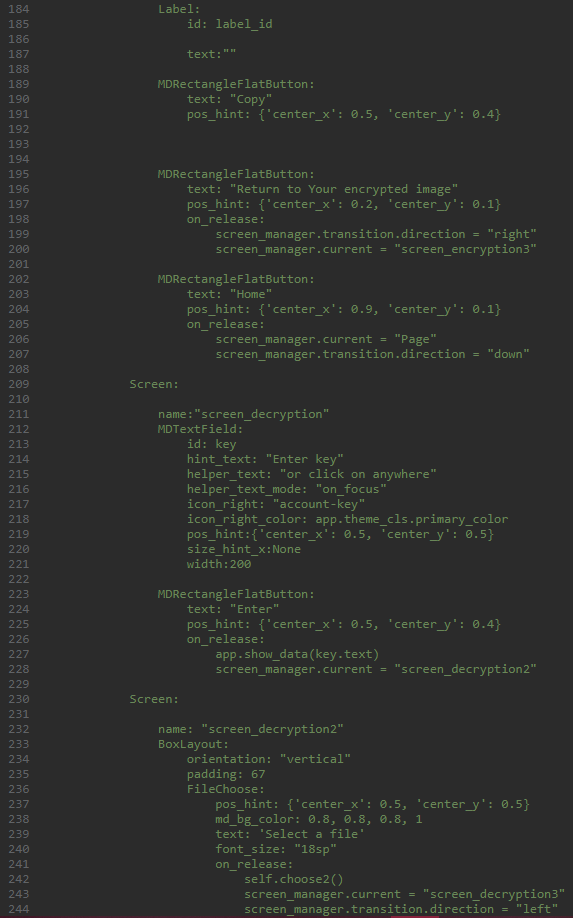 184 Label:
185 id: label_id
186
187 text:""
188
189 MDRectangleFlatButton:
190 text: "Copy"
191 pos_hint: {'center_x': 0.5, 'center_y': 0.4}
192
193
194
195 MDRectangleFlatButton:
196 text: "Return to Your encrypted image"
197 pos_hint: {'center_x': 0.2, 'center_y': 0.1}
198 on_release:
199 screen_manager.transition.direction = "right"
200 screen_manager.current = "screen_encryption3"
201
202 MDRectangleFlatButton:
203 text: "Home"
204 pos_hint: {'center_x': 0.9, 'center_y': 0.1}
205 on_release:
206 screen_manager.current = "Page"
207 screen_manager.transition.direction = "down"
208
209 Screen:
210
211 name:"screen_decryption"
212 MDTextField:
213 id: key
214 hint_text: "Enter key"
215 helper_text: "or click on anywhere"
216 helper_text_mode: "on_focus"
217 icon_right: "account-key"
218 icon_right_color: app.theme_cls.primary_color
219 pos_hint:{'center_x': 0.5, 'center_y': 0.5}
220 size_hint_x:None
221 width:200
222
223 MDRectangleFlatButton:
224 text: "Enter"
225 pos_hint: {'center_x': 0.5, 'center_y': 0.4}
226 on_release:
227 app.show_data(key.text)
228 screen_manager.current = "screen_decryption2"
229
230 Screen:
231
232 name: "screen_decryption2"
233 BoxLayout:
234 orientation: "vertical"
235 padding: 67
236 FileChoose:
237 pos_hint: {'center_x': 0.5, 'center_y': 0.5}
238 md_bg_color: 0.8, 0.8, 0.8, 1
239 text: 'Select a file'
240 font_size: "18sp"
241 on_release:
242 self.choose2()
243 screen_manager.current = "screen_decryption3"
244 screen_manager.transition.direction = "left"